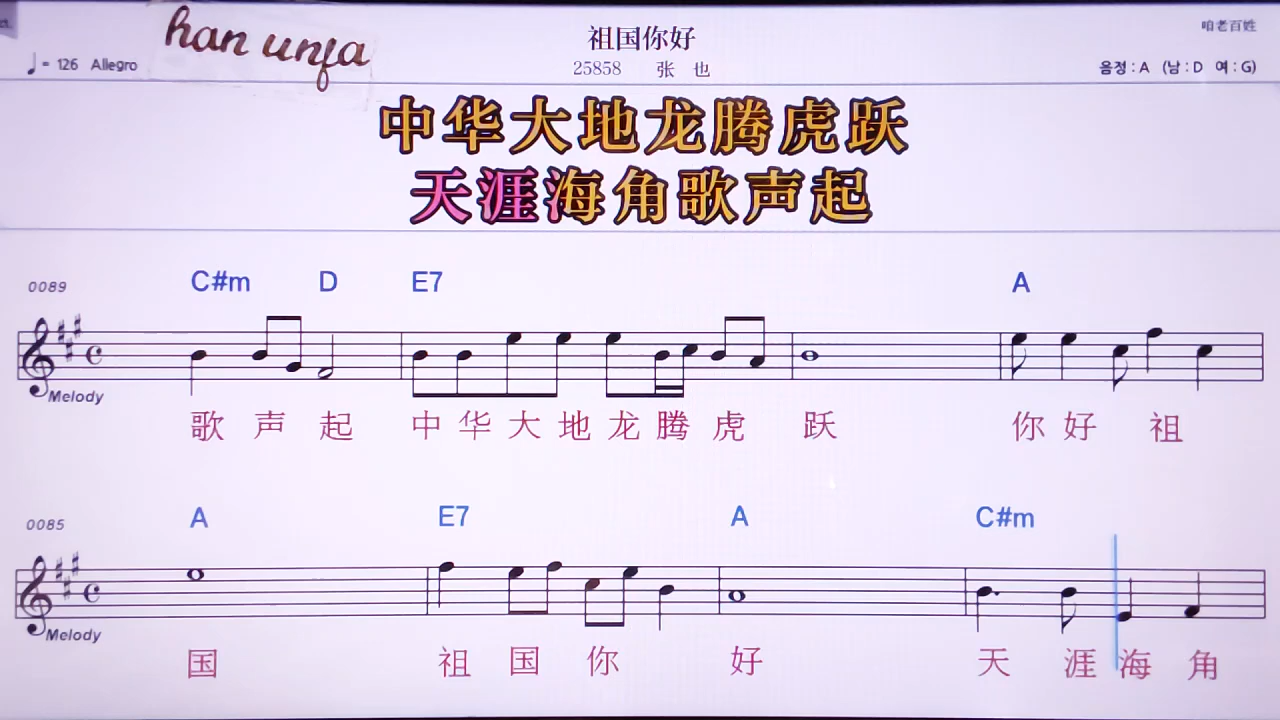 ct.
han unfa
祖国你好
咱老百姓
♩= 126 Allegro
25858 张 也
음정 : A (남 : D 여 : G)
中华大地龙腾虎跃
天涯海角歌声起
0089
C#m D E7 A
Melody
歌 声 起 中 华 大 地 龙 腾 虎 跃 你 好 祖
0085
A E7 A C#m
Melody
国 祖 国 你 好 天 涯 海 角